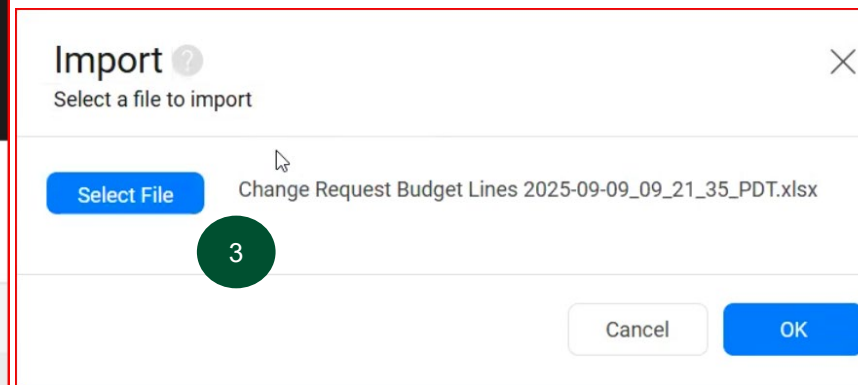 Import ?
Select a file to import
Select File
Change Request Budget Lines 2025-09-09_09_21_35_PDT.xlsx
3
Cancel
OK